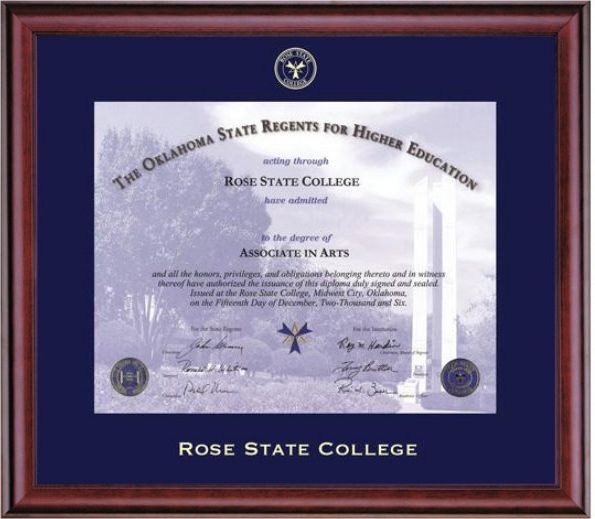 ROSE STATE
COLLEGE
THE OKLAHOMA STATE REGENTS FOR HIGHER EDUCATION
acting through
ROSE STATE COLLEGE
have admitted
to the degree of
ASSOCIATE IN ARTS
and all the honors, privileges, and obligations belonging thereto and in witness
thereof have authorized the issuance of this diploma duly signed and sealed.
Issued at the Rose State College, Midwest City, Oklahoma,
on the Fifteenth Day of December, Two-Thousand and Six.
For the State Regents
For the Institution
ROSE STATE COLLEGE